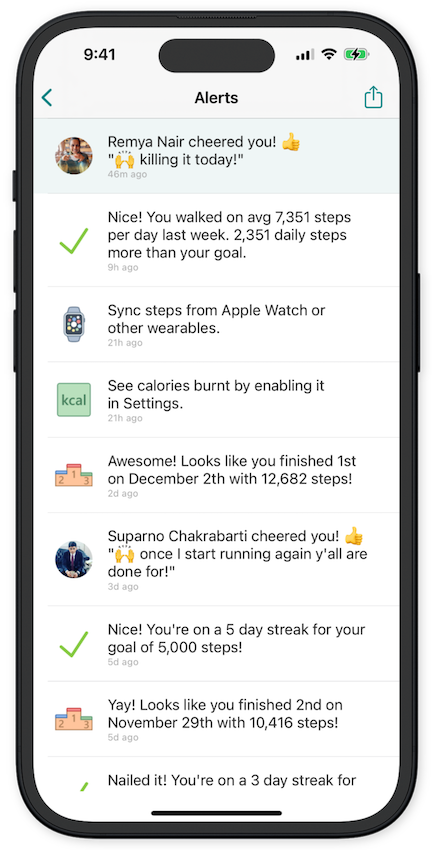 9:41
Alerts
Remya Nair cheered you! 👍
"🙌 killing it today!"
46m ago
Nice! You walked on avg 7,351 steps
per day last week. 2,351 daily steps
more than your goal.
9h ago
Sync steps from Apple Watch or
other wearables.
21h ago
kcal
See calories burnt by enabling it
in Settings.
21h ago
2 1 3
Awesome! Looks like you finished 1st
on December 2th with 12,682 steps!
2d ago
Suparno Chakrabarti cheered you! 👍
"🙌 once I start running again y'all are
done for!"
3d ago
Nice! You're on a 5 day streak for your
goal of 5,000 steps!
5d ago
2 1 3
Yay! Looks like you finished 2nd on
November 29th with 10,416 steps!
5d ago
Nailed it! You're on a 3 day streak for